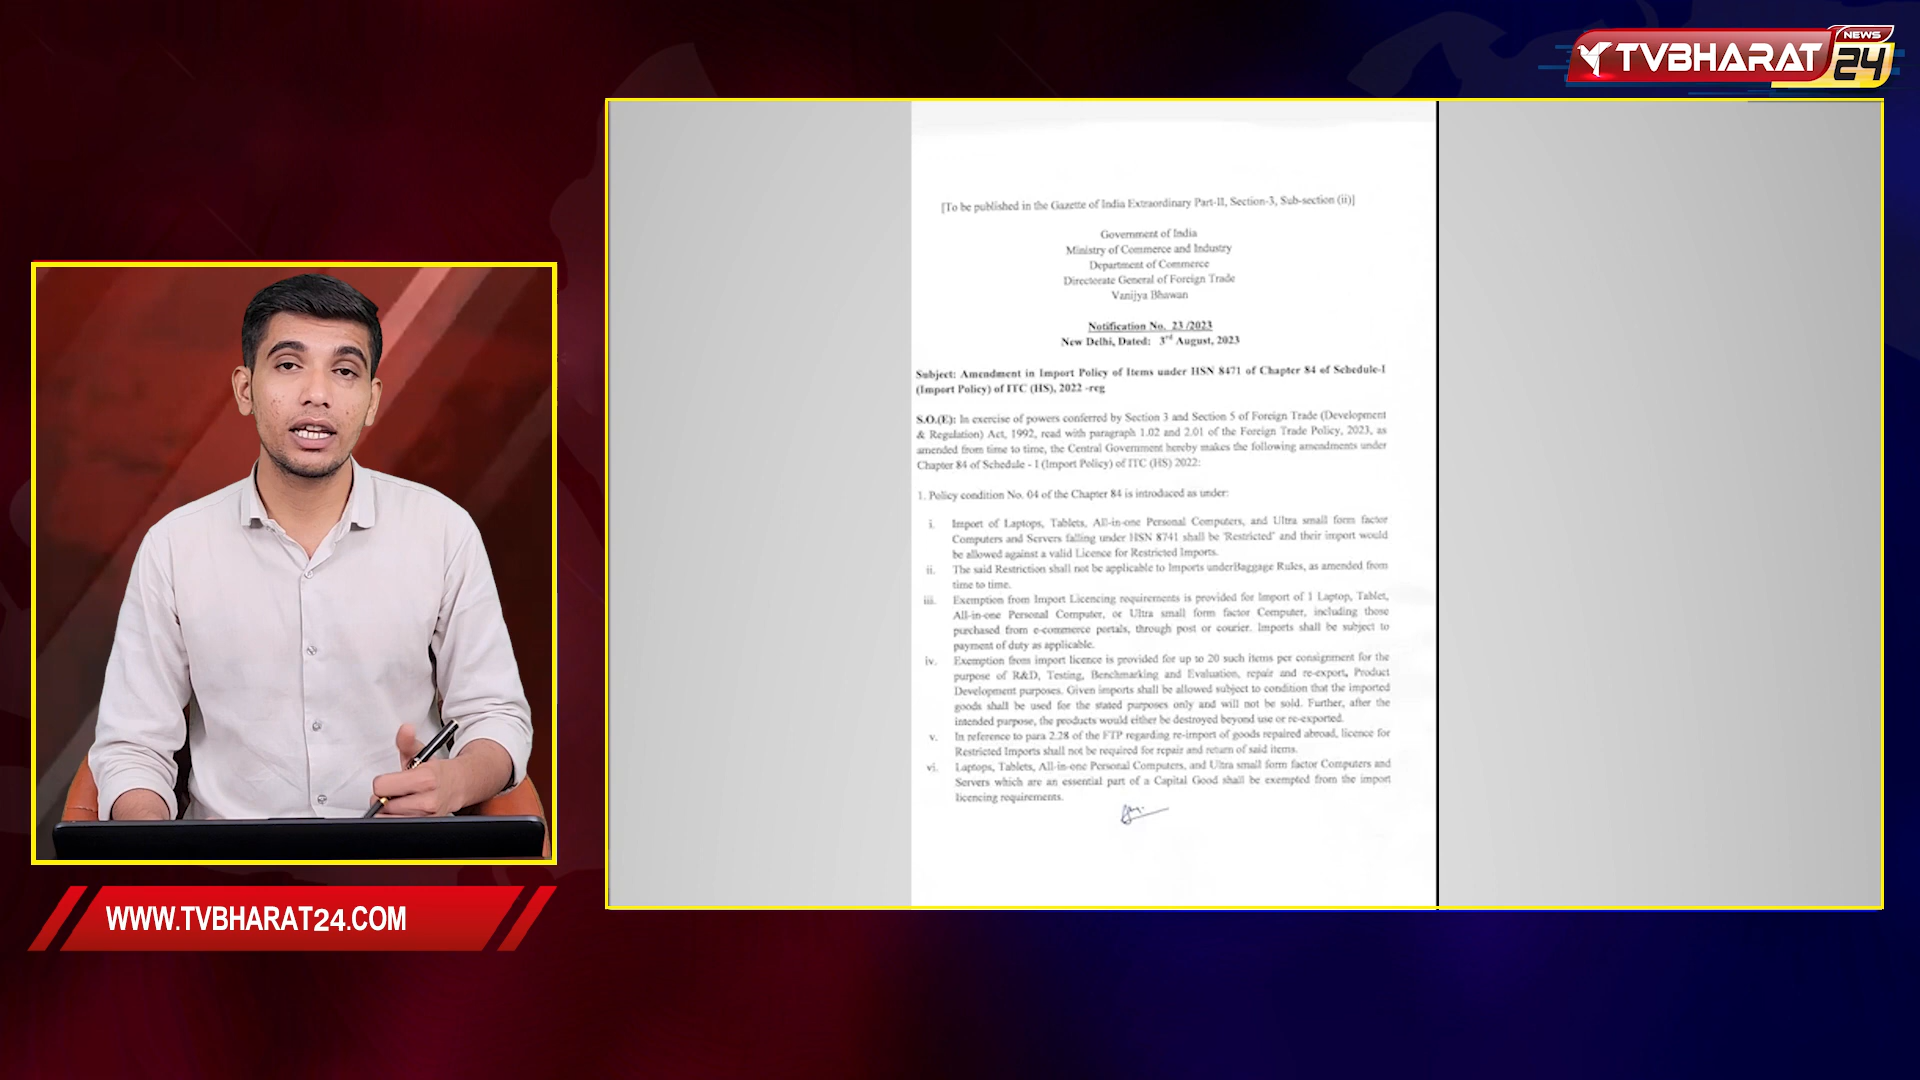 NEWS
TVBHARAT 24
[To be published in the Gazette of India Extraordinary Part-II, Section-3, Sub-section (ii)]
Government of India
Ministry of Commerce and Industry
Department of Commerce
Directorate General of Foreign Trade
Vanijya Bhawan
Notification No. 23 /2023
New Delhi, Dated: 3rd August, 2023
Subject: Amendment in Import Policy of Items under HSN 8471 of Chapter 84 of Schedule-I
(Import Policy) of ITC (HS), 2022 -reg
S.O.(E): In exercise of powers conferred by Section 3 and Section 5 of Foreign Trade (Development
& Regulation) Act, 1992, read with paragraph 1.02 and 2.01 of the Foreign Trade Policy, 2023, as
amended from time to time, the Central Government hereby makes the following amendments under
Chapter 84 of Schedule - I (Import Policy) of ITC (HS) 2022:
1. Policy condition No. 04 of the Chapter 84 is introduced as under:
i. Import of Laptops, Tablets, All-in-one Personal Computers, and Ultra small form factor
Computers and Servers falling under HSN 8741 shall be 'Restricted' and their import would
be allowed against a valid Licence for Restricted Imports.
ii. The said Restriction shall not be applicable to Imports underBaggage Rules, as amended from
time to time.
iii. Exemption from Import Licencing requirements is provided for Import of 1 Laptop, Tablet,
All-in-one Personal Computer, or Ultra small form factor Computer, including those
purchased from e-commerce portals, through post or courier. Imports shall be subject to
payment of duty as applicable.
iv. Exemption from import licence is provided for up to 20 such items per consignment for the
purpose of R&D, Testing, Benchmarking and Evaluation, repair and re-export, Product
Development purposes. Given imports shall be allowed subject to condition that the imported
goods shall be used for the stated purposes only and will not be sold. Further, after the
intended purpose, the products would either be destroyed beyond use or re-exported.
v. In reference to para 2.28 of the FTP regarding re-import of goods repaired abroad, licence for
Restricted Imports shall not be required for repair and return of said items.
vi. Laptops, Tablets, All-in-one Personal Computers, and Ultra small form factor Computers and
Servers which are an essential part of a Capital Good shall be exempted from the import
licencing requirements.
WWW.TVBHARAT24.COM